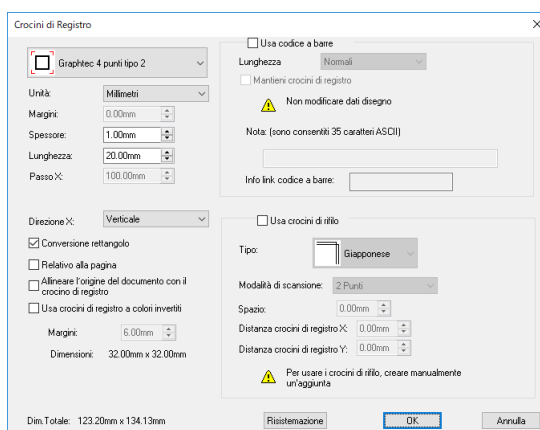 Crocini di Registro
Graphtec 4 punti tipo 2
Unità: Millimetri
Margini: 0.00mm
Spessore: 1.00mm
Lunghezza: 20.00mm
Passo X: 100.00mm
Direzione X: Verticale
Conversione rettangolo
Relativo alla pagina
Allineare l'origine del documento con il
crocino di registro
Usa crocini di registro a colori invertiti
Margini: 6.00mm
Dimensioni: 32.00mm x 32.00mm
Usa codice a barre
Lunghezza Normali
Mantieni crocini di registro
Non modificare dati disegno
Nota: (sono consentiti 35 caratteri ASCII)
Info link codice a barre:
Usa crocini di rifilo
Tipo: Giapponese
Modalità di scansione: 2 Punti
Spazio: 0.00mm
Distanza crocini di registro X: 0.00mm
Distanza crocini di registro Y: 0.00mm
Per usare i crocini di rifilo, creare manualmente
un'aggiunta
Dim.Totale: 123.20mm x 134.13mm
Risistemazione OK Annulla